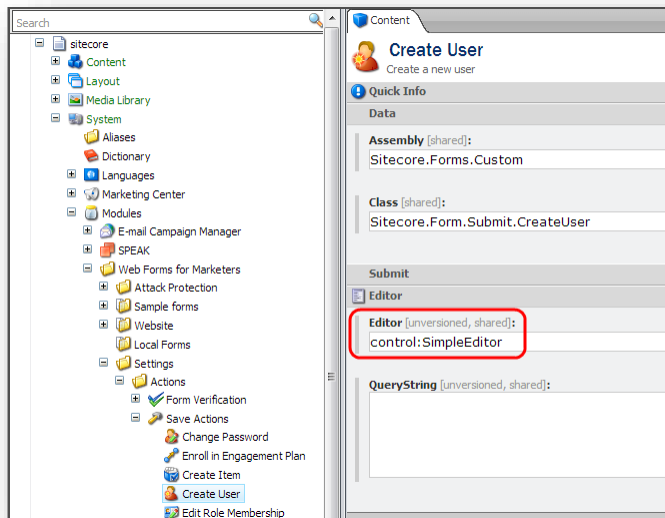 Search
sitecore
Content
Layout
Media Library
System
Aliases
Dictionary
Languages
Marketing Center
Modules
E-mail Campaign Manager
SPEAK
Web Forms for Marketers
Attack Protection
Sample forms
Website
Local Forms
Settings
Actions
Form Verification
Save Actions
Change Password
Enroll in Engagement Plan
Create Item
Create User
Edit Role Membership
Content
Create User
Create a new user
Quick Info
Data
Assembly [shared]:
Sitecore.Forms.Custom
Class [shared]:
Sitecore.Form.Submit.CreateUser
Submit
Editor
Editor [unversioned, shared]:
control:SimpleEditor
QueryString [unversioned, shared]: